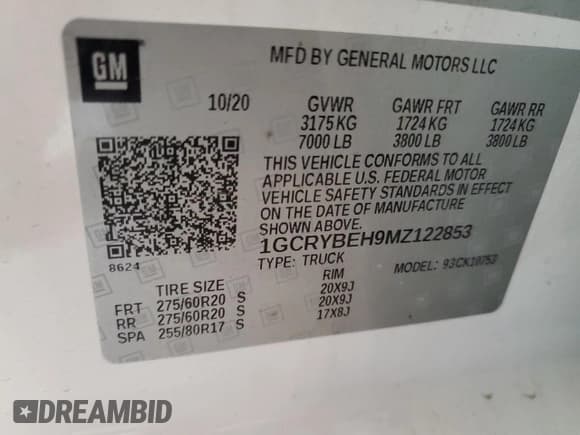 GM
MFD BY GENERAL MOTORS LLC
10/20 GVWR GAWR FRT GAWR RR
3175 KG 1724 KG 1724 KG
7000 LB 3800 LB 3800 LB
THIS VEHICLE CONFORMS TO ALL
APPLICABLE U.S. FEDERAL MOTOR
VEHICLE SAFETY STANDARDS IN EFFECT
ON THE DATE OF MANUFACTURE
SHOWN ABOVE
1GCRYBEH9MZ122853
8624
TYPE: TRUCK MODEL: 93CK10753
TIRE SIZE RIM
FRT 275/60R20 S 20X9J
RR 275/60R20 S 20X9J
SPA 255/80R17 S 17X8J
DREAMBID